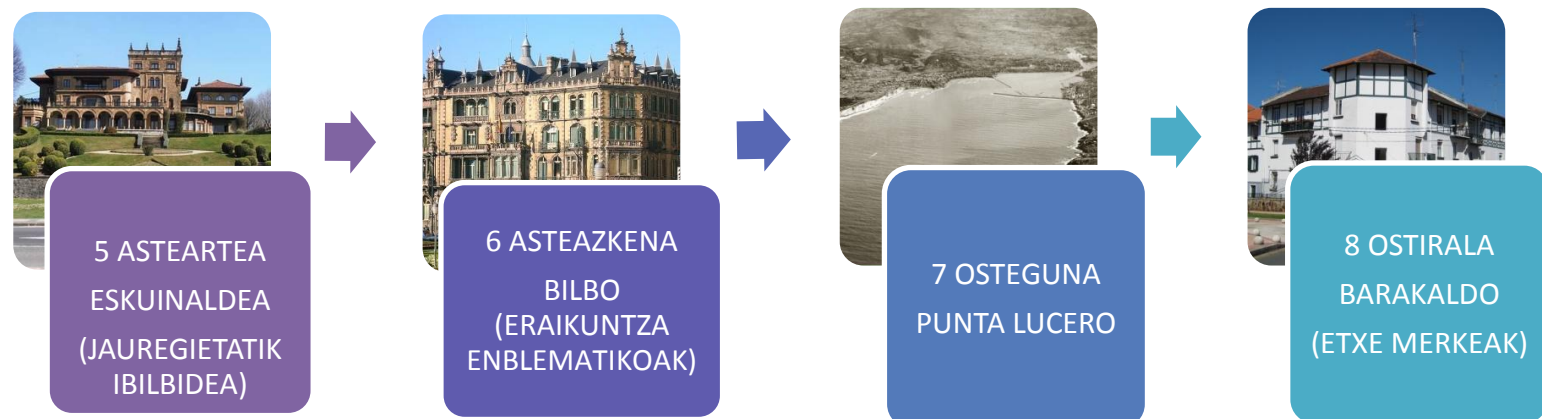 5 ASTEARTEA
ESKUINALDEA
(JAUREGIETATIK
IBILBIDEA)
6 ASTEAZKENA
BILBO
(ERAIKUNTZA
ENBLEMATIKOAK)
7 OSTEGUNA
PUNTA LUCERO
8 OSTIRALA
BARAKALDO
(ETXE MERKEAK)